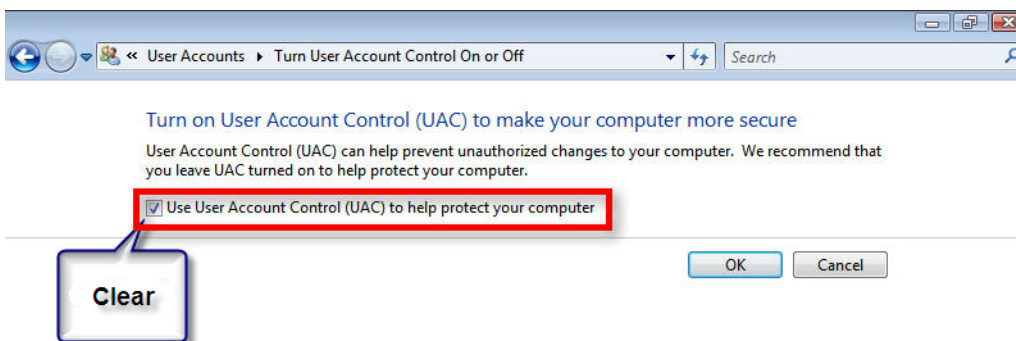 « User Accounts ▸ Turn User Account Control On or Off Search
Turn on User Account Control (UAC) to make your computer more secure
User Account Control (UAC) can help prevent unauthorized changes to your computer. We recommend that
you leave UAC turned on to help protect your computer.
Use User Account Control (UAC) to help protect your computer
OK Cancel
Clear